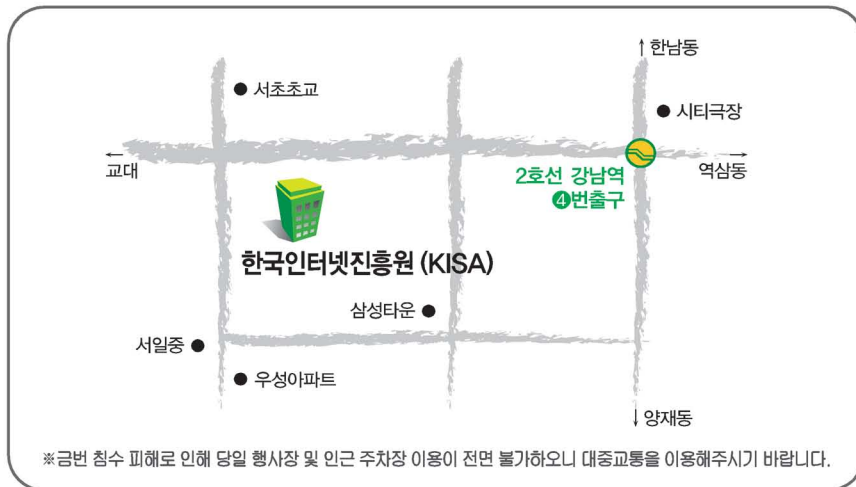 한남동
서초초교
시티극장
교대
역삼동
2호선 강남역
❹번출구
한국인터넷진흥원 (KISA)
삼성타운
서일중
우성아파트
양재동
※금번 침수 피해로 인해 당일 행사장 및 인근 주차장 이용이 전면 불가하오니 대중교통을 이용해주시기 바랍니다.